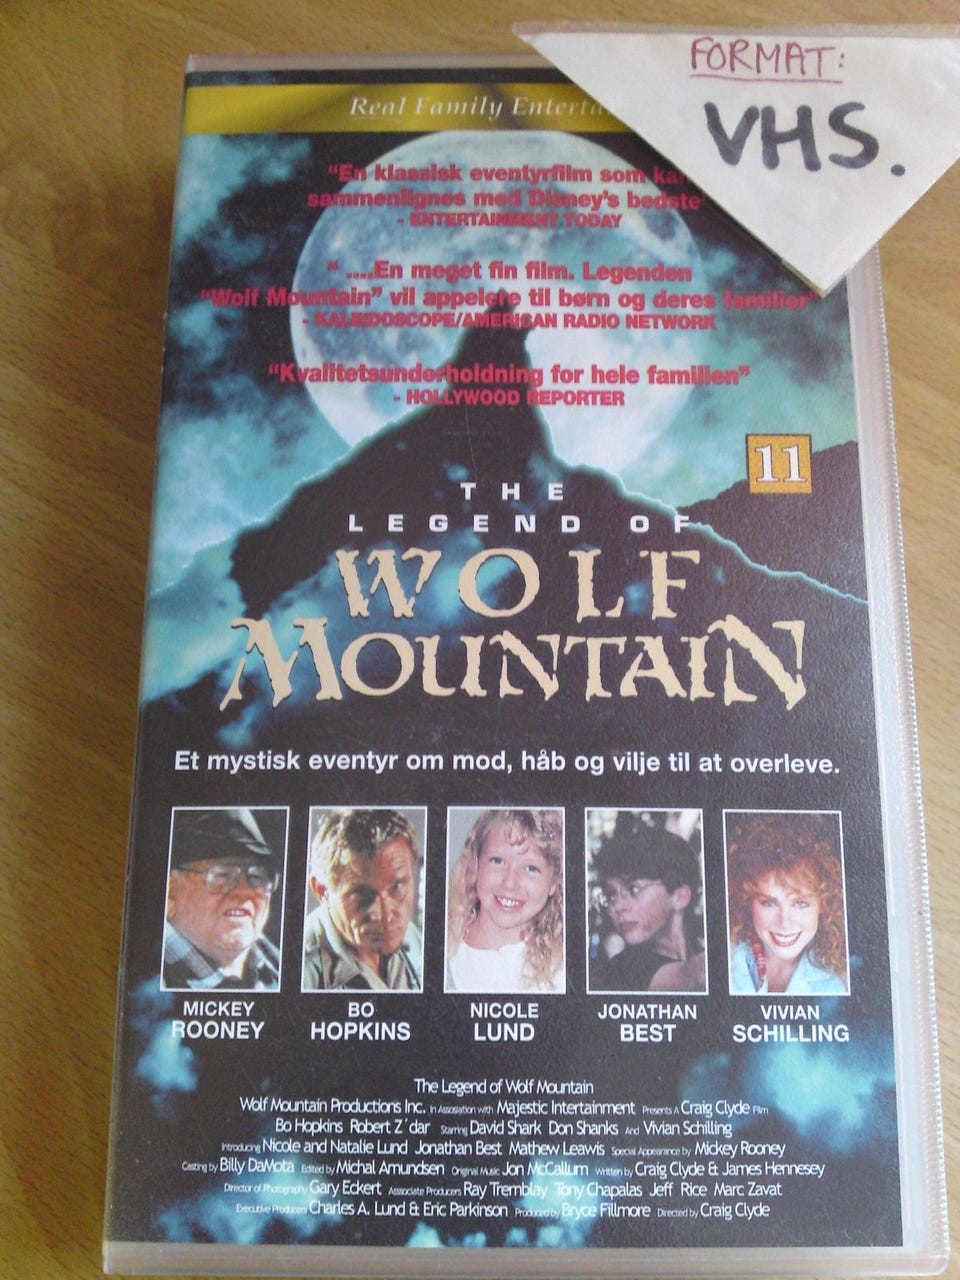 FORMAT:
VHS.
Real Family
"En klassisk eventyrfilm som
sammenlignes med Disney's bedste"
- ENTERTAINMENT TODAY
"....En meget fin film. Legenden
"Wolf Mountain" vil appelere til børn og deres familier"
- KALEIDOSCOPE/AMERICAN RADIO NETWORK
"Kvalitetsunderholdning for hele familien"
- HOLLYWOOD REPORTER
11
THE
LEGEND OF
WOLF
MOUNTAIN
Et mystisk eventyr om mod, håb og vilje til at overleve.
MICKEY ROONEY
BO HOPKINS
NICOLE LUND
JONATHAN BEST
VIVIAN SCHILLING
The Legend of Wolf Mountain
Wolf Mountain Productions Inc. In Assosiation with Majestic Intertainment Presents A Craig Clyde Film
Bo Hopkins Robert Z´dar Starring David Shark Don Shanks And Vivian Schilling
Introducing Nicole and Natalie Lund Jonathan Best Mathew Leawis Special Appearance by Mickey Rooney
Casting by Billy DaMota Edited by Michal Amundsen Original Music Jon McCallum Written by Craig Clyde & James Hennesey
Director of Photography Gary Eckert Associate Producers Ray Tremblay Tony Chapalas Jeff Rice Marc Zavat
Executive Producers Charles A. Lund & Eric Parkinson Produced by Bryce Fillmore Directed by Craig Clyde